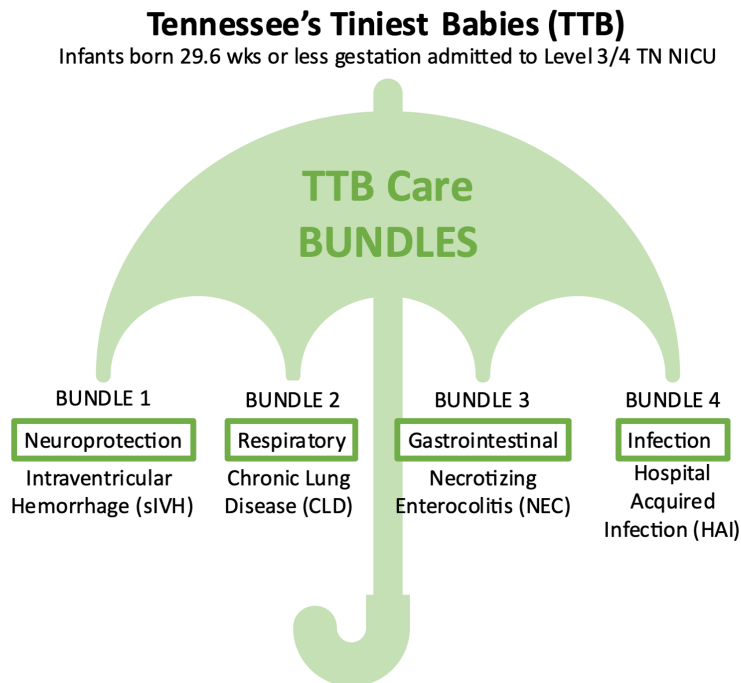 Tennessee's Tiniest Babies (TTB)
Infants born 29.6 wks or less gestation admitted to Level 3/4 TN NICU
TTB Care
BUNDLES
BUNDLE 1
Neuroprotection
Intraventricular
Hemorrhage (sIVH)
BUNDLE 2
Respiratory
Chronic Lung
Disease (CLD)
BUNDLE 3
Gastrointestinal
Necrotizing
Enterocolitis (NEC)
BUNDLE 4
Infection
Hospital
Acquired
Infection (HAI)